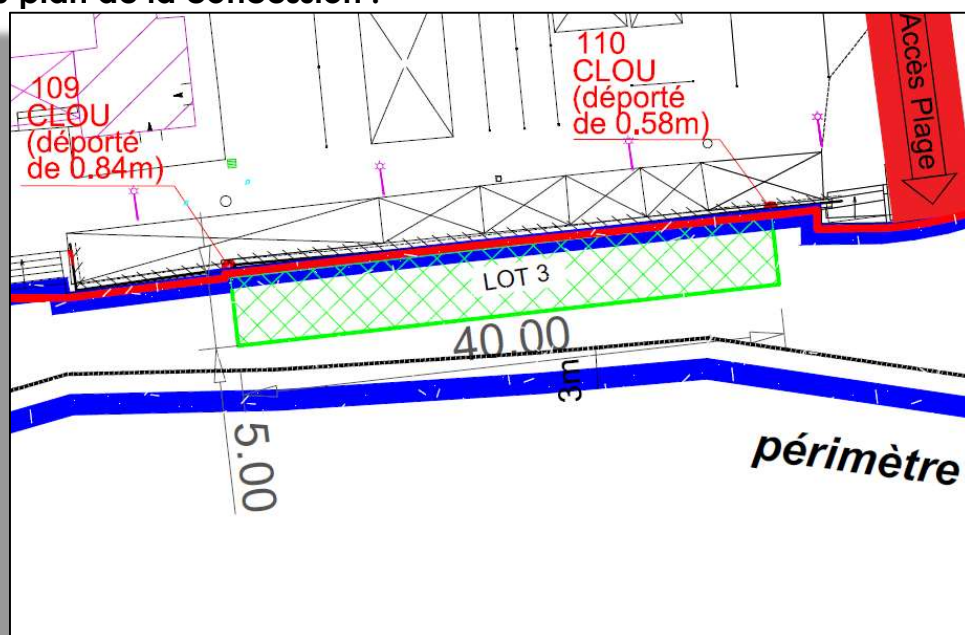 plan de la concession :
109
CLOU
(déporté
de 0.84m)
110
CLOU
(déporté
de 0.58m)
Accès Plage
LOT 3
40.00
3m
5.00
périmètre